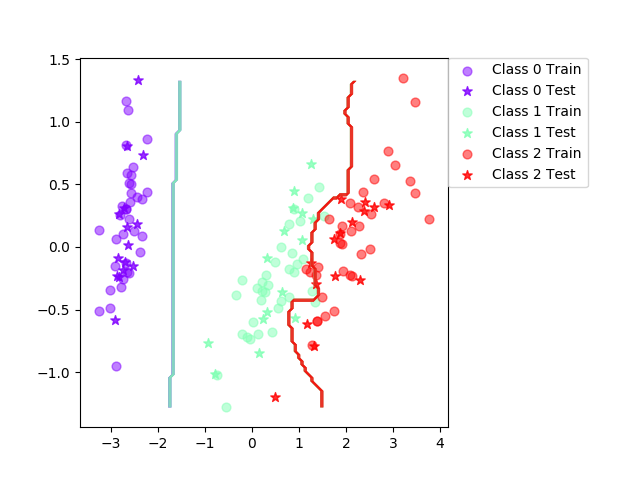 1.5
1.0
0.5
0.0
−0.5
−1.0
−3 −2 −1 0 1 2 3 4
Class 0 Train
Class 0 Test
Class 1 Train
Class 1 Test
Class 2 Train
Class 2 Test